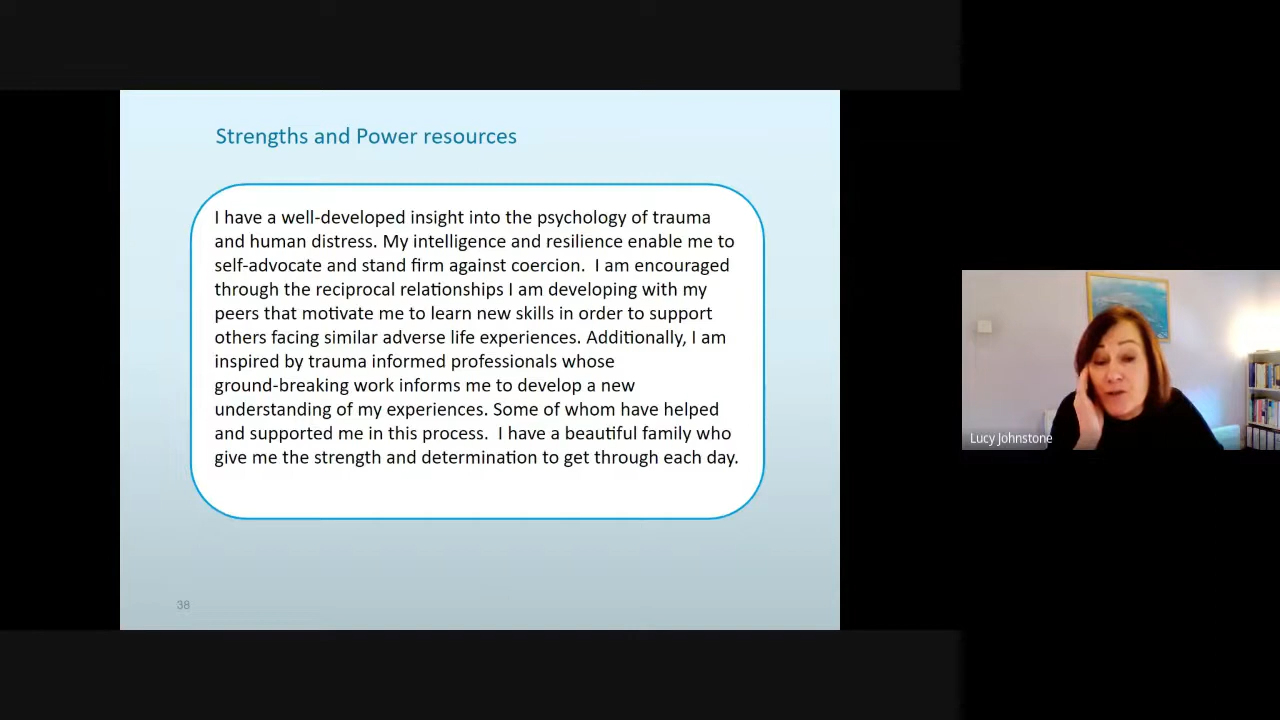 Strengths and Power resources
I have a well-developed insight into the psychology of trauma
and human distress. My intelligence and resilience enable me to
self-advocate and stand firm against coercion.  I am encouraged
through the reciprocal relationships I am developing with my
peers that motivate me to learn new skills in order to support
others facing similar adverse life experiences. Additionally, I am
inspired by trauma informed professionals whose
ground-breaking work informs me to develop a new
understanding of my experiences. Some of whom have helped
and supported me in this process.  I have a beautiful family who
give me the strength and determination to get through each day.
38
Lucy Johnstone